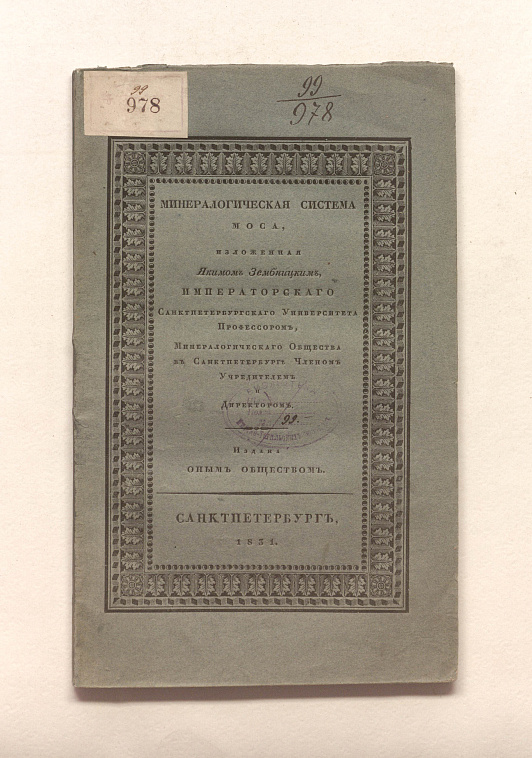 99
978
99
978
МИНЕРАЛОГИЧЕСКАЯ СИСТЕМА
МОСА,
ИЗЛОЖЕННАЯ
Якимомъ Зембницкимъ,
ИМПЕРАТОРСКАГО
САНКТПЕТЕРБУРГСКАГО УНИВЕРСИТЕТА
ПРОФЕССОРОМЪ,
МИНЕРАЛОГИЧЕСКАГО ОБЩЕСТВА
ВЪ САНКТПЕТЕРБУРГѢ ЧЛЕНОМЪ
УЧРЕДИТЕЛЕМЪ
И
ДИРЕКТОРОМЪ.
99.
ИЗДАНА
ОНЫМЪ ОБЩЕСТВОМЪ.
САНКТПЕТЕРБУРГЪ,
1831.